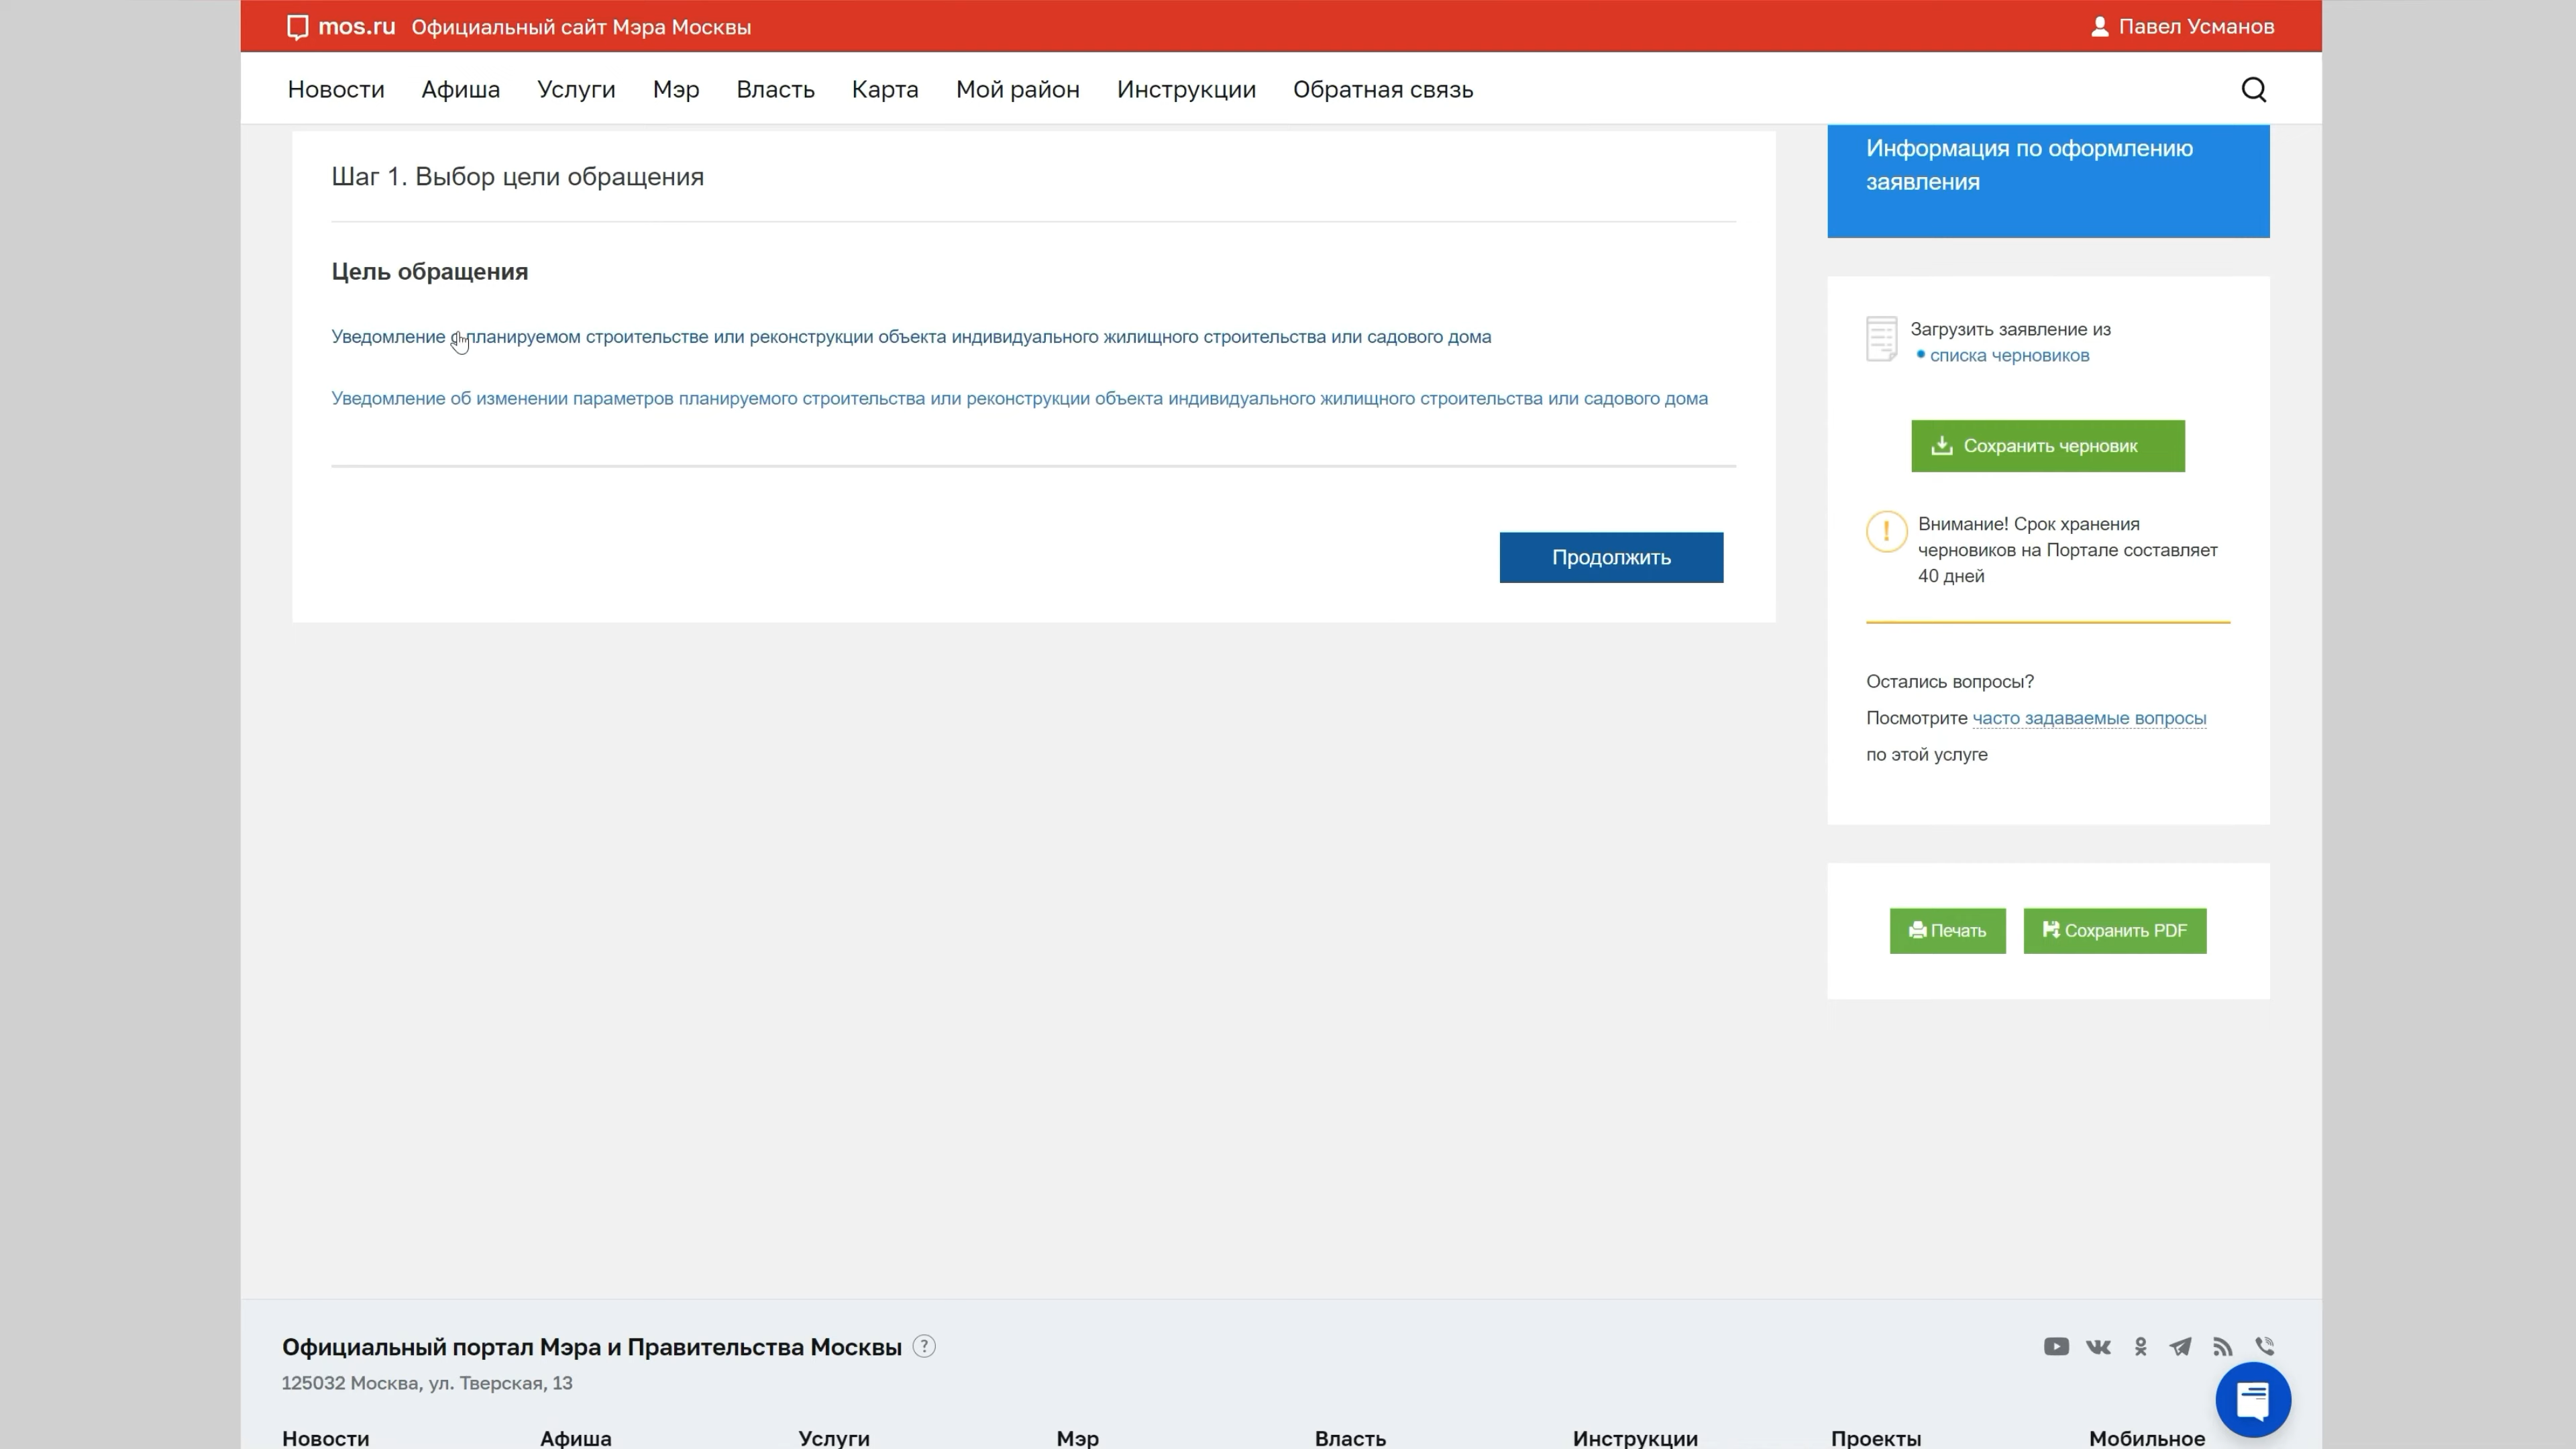 mos.ru Официальный сайт Мэра Москвы
Павел Усманов
Новости Афиша Услуги Мэр Власть Карта Мой район Инструкции Обратная связь
Шаг 1. Выбор цели обращения
Цель обращения
Уведомление о планируемом строительстве или реконструкции объекта индивидуального жилищного строительства или садового дома
Уведомление об изменении параметров планируемого строительства или реконструкции объекта индивидуального жилищного строительства или садового дома
Продолжить
Информация по оформлению
заявления
Загрузить заявление из
списка черновиков
Сохранить черновик
Внимание! Срок хранения
черновиков на Портале составляет
40 дней
Остались вопросы?
Посмотрите часто задаваемые вопросы
по этой услуге
Печать
Сохранить PDF
Официальный портал Мэра и Правительства Москвы ?
125032 Москва, ул. Тверская, 13
Новости Афиша Услуги Мэр Власть Инструкции Проекты Мобильное